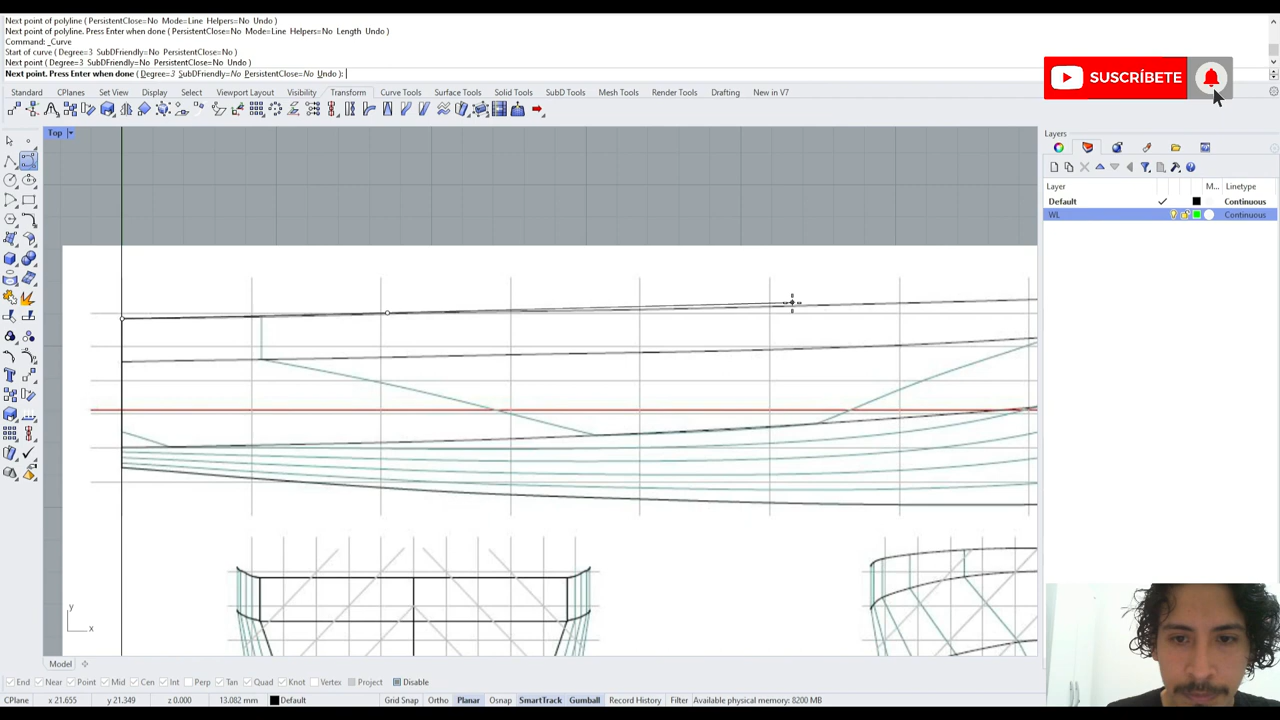 Next point of polyline ( PersistentClose=No Mode=Line Helpers=No Undo )
Next point of polyline. Press Enter when done ( PersistentClose=No Mode=Line Helpers=No Length Undo )
Command: _Curve
Start of curve ( Degree=3 SubDFriendly=No PersistentClose=No )
Next point ( Degree=3 SubDFriendly=No PersistentClose=No Undo )
Next point. Press Enter when done ( Degree=3 SubDFriendly=No PersistentClose=No Undo ):
SUSCRÍBETE
Standard CPlanes Set View Display Select Viewport Layout Visibility Transform Curve Tools Surface Tools Solid Tools SubD Tools Mesh Tools Render Tools Drafting New in V7
Top
Layers
Layer M... Linetype
Default Continuous
WL Continuous
y
x
Model
End Near Point Mid Cen Int Perp Tan Quad Knot Vertex Project Disable
CPlane x 21.655 y 21.349 z 0.000 13.082 mm Default Grid Snap Ortho Planar Osnap SmartTrack Gumball Record History Filter Available physical memory: 8200 MB